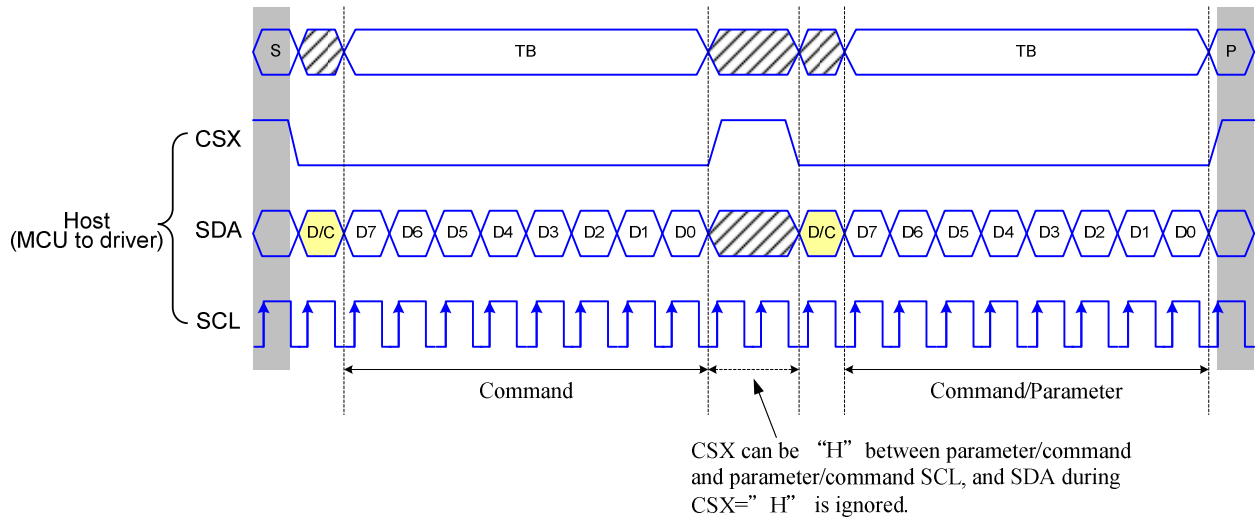 S TB TB P
CSX
Host
(MCU to driver)
SDA D/C D7 D6 D5 D4 D3 D2 D1 D0 D/C D7 D6 D5 D4 D3 D2 D1 D0
SCL
Command Command/Parameter
CSX can be “H” between parameter/command
and parameter/command SCL, and SDA during
CSX=”H” is ignored.